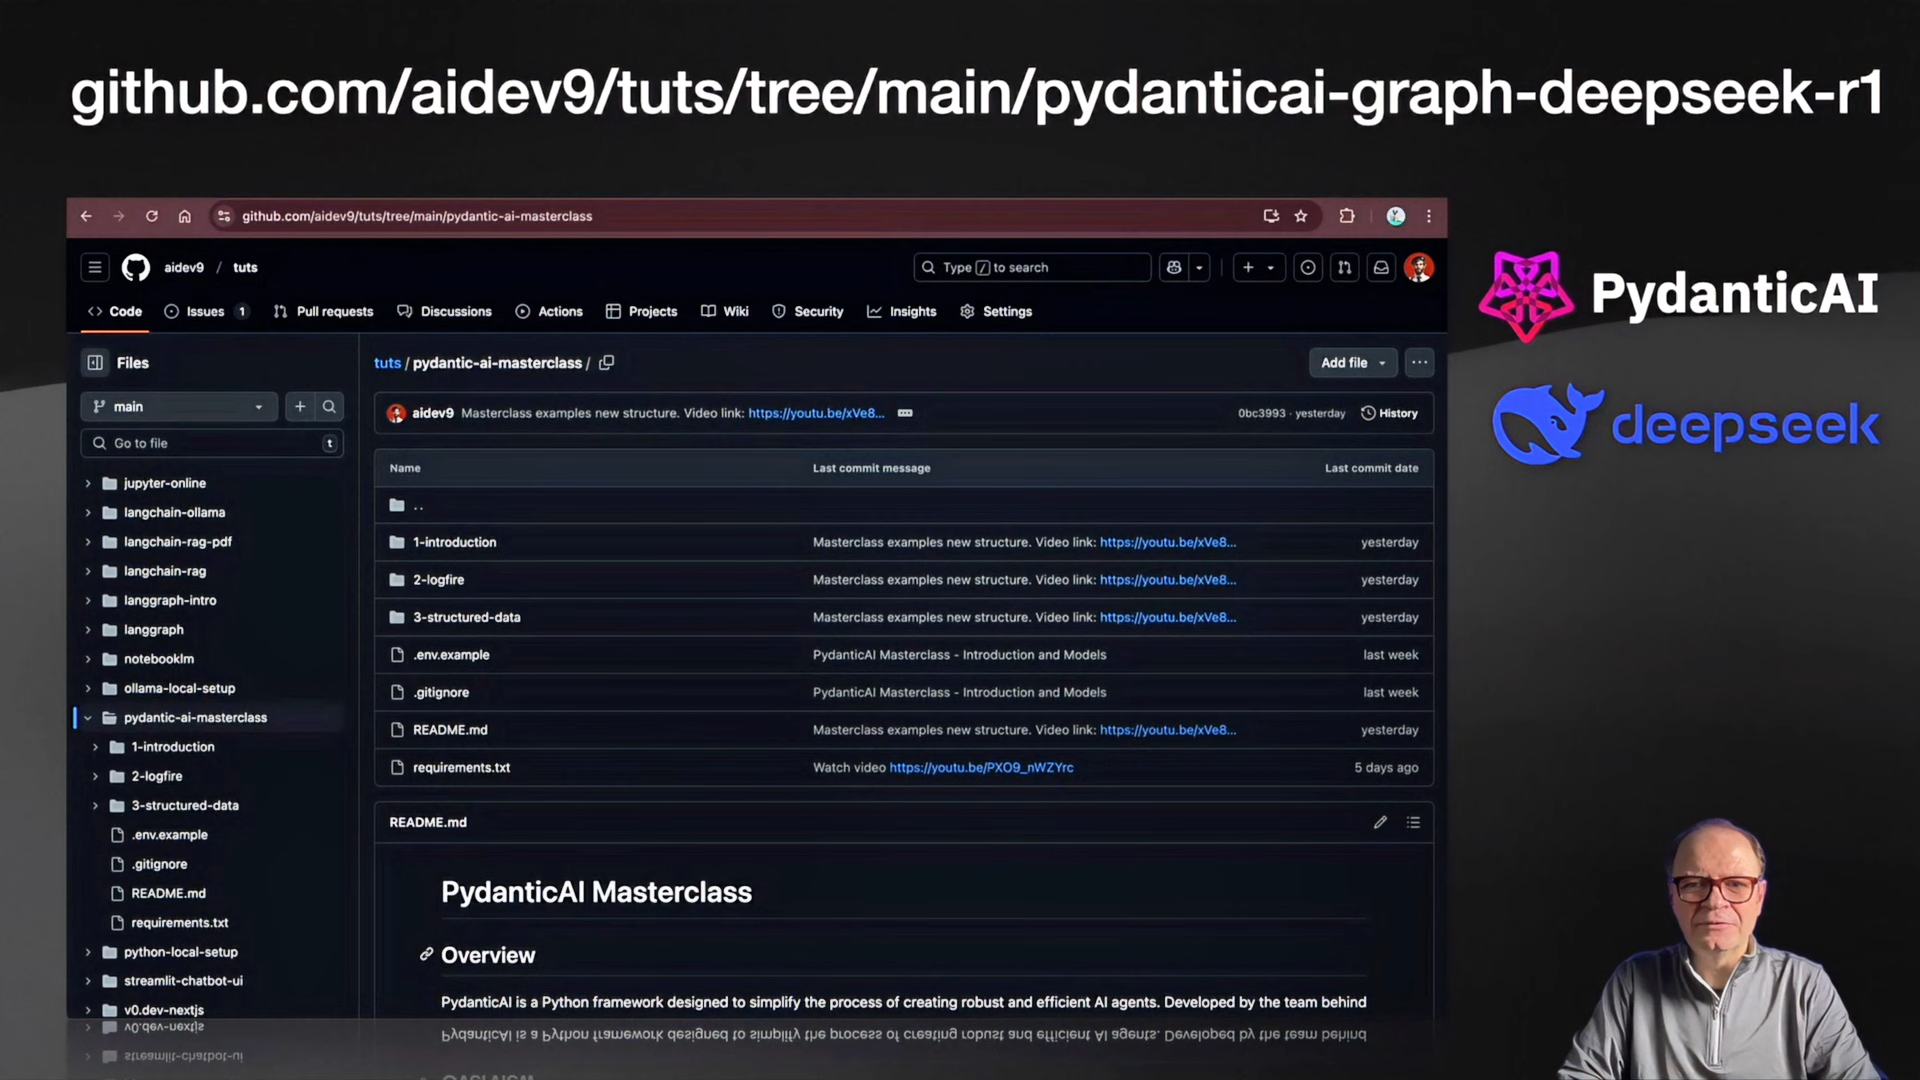 github.com/aidev9/tuts/tree/main/pydanticai-graph-deepseek-r1
github.com/aidev9/tuts/tree/main/pydantic-ai-masterclass
aidev9 / tuts
Type / to search
Code
Issues 1
Pull requests
Discussions
Actions
Projects
Wiki
Security
Insights
Settings
PydanticAI
deepseek
Files
main
Go to file
t
jupyter-online
langchain-ollama
langchain-rag-pdf
langchain-rag
langgraph-intro
langgraph
notebooklm
ollama-local-setup
pydantic-ai-masterclass
1-introduction
2-logfire
3-structured-data
.env.example
.gitignore
README.md
requirements.txt
python-local-setup
streamlit-chatbot-ui
v0.dev-nextjs
tuts / pydantic-ai-masterclass /
Add file
aidev9 Masterclass examples new structure. Video link: https://youtu.be/xVe8...
0bc3993 · yesterday
History
Name Last commit message Last commit date
..
1-introduction Masterclass examples new structure. Video link: https://youtu.be/xVe8... yesterday
2-logfire Masterclass examples new structure. Video link: https://youtu.be/xVe8... yesterday
3-structured-data Masterclass examples new structure. Video link: https://youtu.be/xVe8... yesterday
.env.example PydanticAI Masterclass - Introduction and Models last week
.gitignore PydanticAI Masterclass - Introduction and Models last week
README.md Masterclass examples new structure. Video link: https://youtu.be/xVe8... yesterday
requirements.txt Watch video https://youtu.be/PXO9_nWZYrc 5 days ago
README.md
PydanticAI Masterclass
Overview
PydanticAI is a Python framework designed to simplify the process of creating robust and efficient AI agents. Developed by the team behind